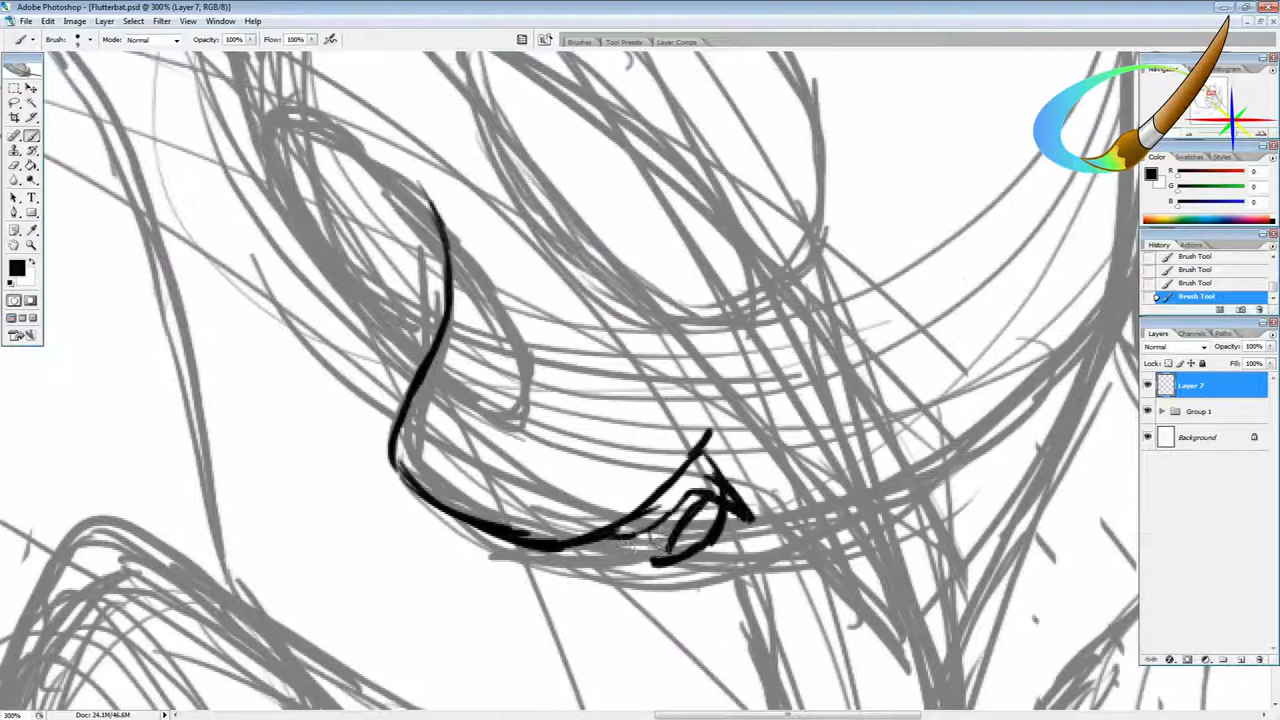 Adobe Photoshop - [Flutterbat.psd @ 300% (Layer 7, RGB/8)]
File Edit Image Layer Select Filter View Window Help
Brush: 9 Mode: Normal Opacity: 100% Flow: 100% Brushes Tool Presets Layer Comps
Color Swatches Styles
R 0
G 0
B 0
History Actions
Brush Tool
Brush Tool
Brush Tool
Brush Tool
Layers Channels Paths
Normal Opacity: 100%
Lock: Fill: 100%
Layer 7
Group 1
Background
300% Doc: 24.1M/46.6M